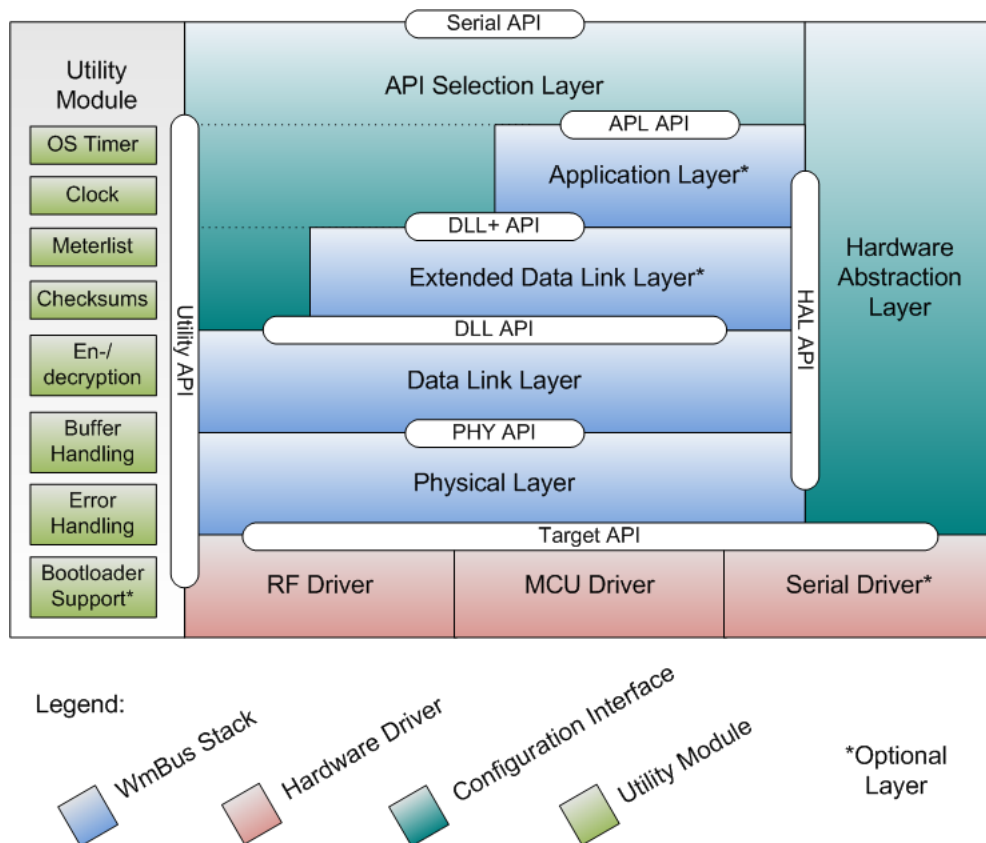 Serial API
Utility
Module
API Selection Layer
OS Timer
APL API
Clock
Application Layer*
Meterlist
DLL+ API
Hardware
Abstraction
Layer
Extended Data Link Layer*
Checksums
Utility API
HAL API
DLL API
En-/
decryption
Data Link Layer
Buffer
Handling
PHY API
Physical Layer
Error
Handling
Target API
Bootloader
Support*
RF Driver
MCU Driver
Serial Driver*
Legend:
WmBus Stack
Hardware Driver
Configuration Interface
Utility Module
*Optional
Layer